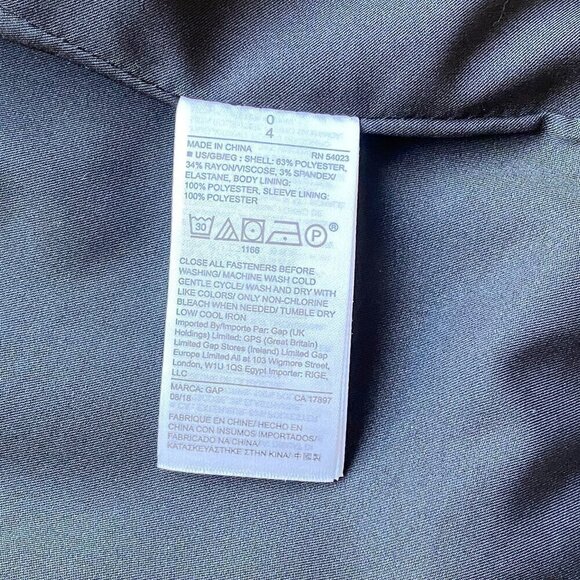 0
4
MADE IN CHINA RN 54023
■ US/GB/EG : SHELL: 63% POLYESTER,
34% RAYON/VISCOSE, 3% SPANDEX/
ELASTANE, BODY LINING:
100% POLYESTER, SLEEVE LINING:
100% POLYESTER
30 P
1166
CLOSE ALL FASTENERS BEFORE
WASHING/ MACHINE WASH COLD
GENTLE CYCLE/ WASH AND DRY WITH
LIKE COLORS/ ONLY NON-CHLORINE
BLEACH WHEN NEEDED/ TUMBLE DRY
LOW/ COOL IRON
Imported By/Importe Par: Gap (UK
Holdings) Limited: GPS (Great Britain)
Limited Gap Stores (Ireland) Limited Gap
Europe Limited All at 103 Wigmore Street,
London, W1U 1QS Egypt Importer: RIGE,
LLC
MARCA: GAP CA 17897
08/18
FABRIQUE EN CHINE/HECHO EN
CHINA CON INSUMOS IMPORTADOS/
FABRICADO NA CHINA/
ΚΑΤΑΣΚΕΥΑΣΤΗΚΕ ΣΤΗΝ ΚΙΝΑ/ 中國製